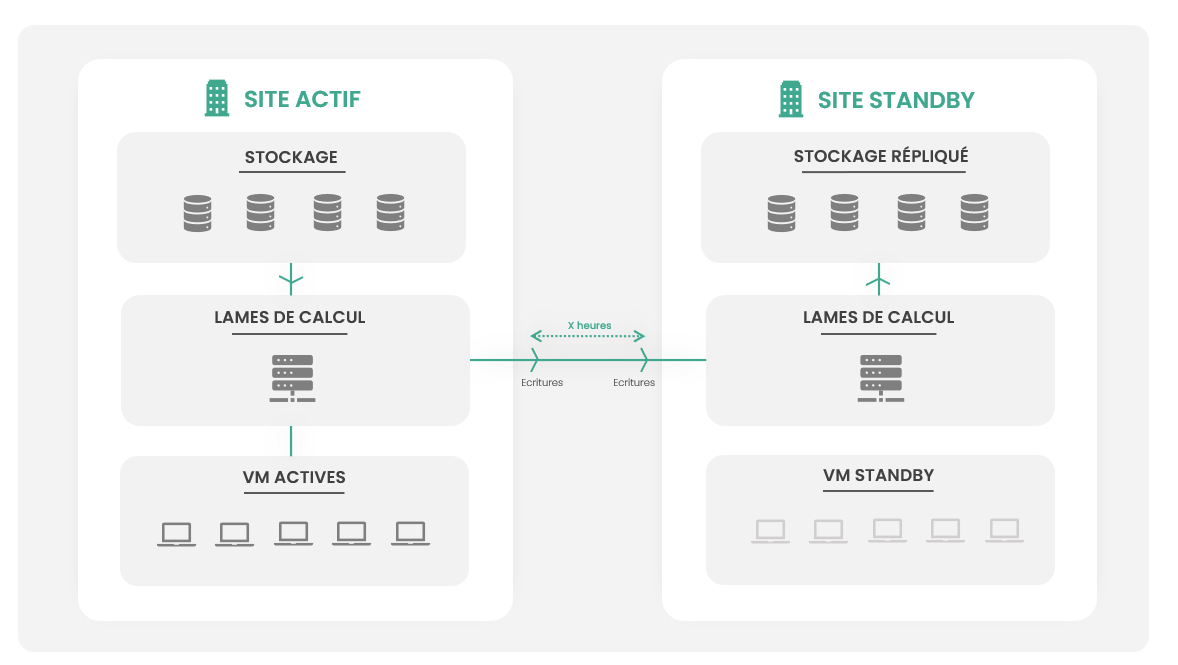 SITE ACTIF
STOCKAGE
LAMES DE CALCUL
VM ACTIVES
X heures
Ecritures
Ecritures
SITE STANDBY
STOCKAGE RÉPLIQUÉ
LAMES DE CALCUL
VM STANDBY